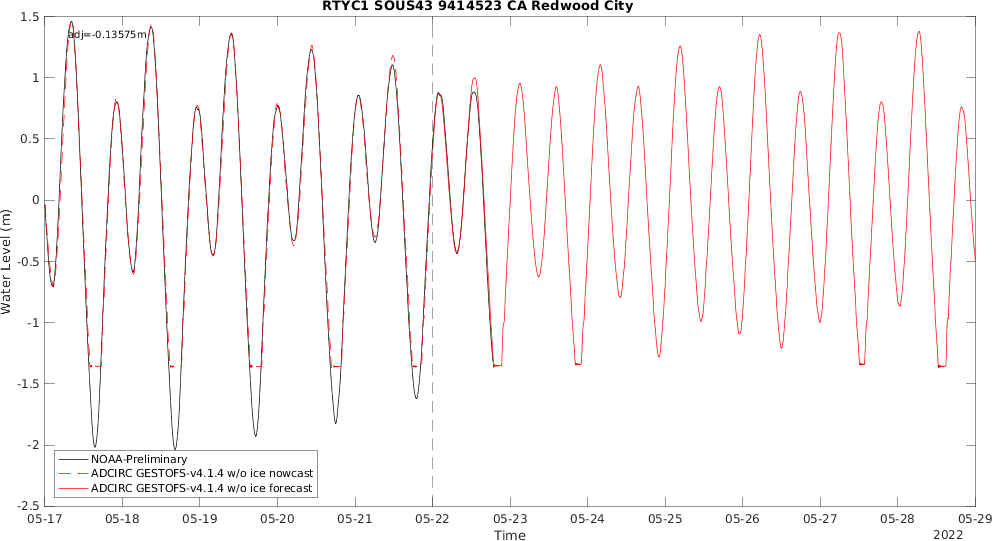 RTYC1 SOUS43 9414523 CA Redwood City
adj=-0.13575m
1.5
1
0.5
0
-0.5
-1
-1.5
-2
-2.5
Water Level (m)
NOAA-Preliminary
ADCIRC GESTOFS-v4.1.4 w/o ice nowcast
ADCIRC GESTOFS-v4.1.4 w/o ice forecast
05-17 05-18 05-19 05-20 05-21 05-22 05-23 05-24 05-25 05-26 05-27 05-28 05-29
Time
2022